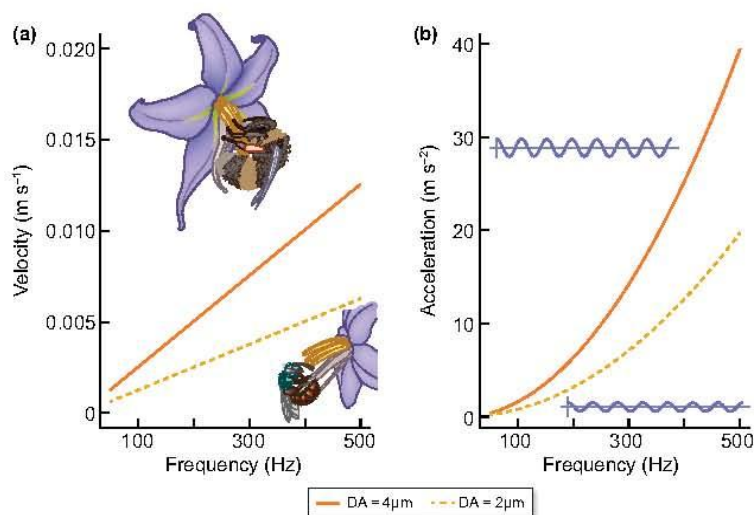 (a)
0.020
0.015
0.010
0.005
0
Velocity (m s⁻¹)
100
300
500
Frequency (Hz)
(b)
40
30
20
10
0
Acceleration (m s⁻²)
100
300
500
Frequency (Hz)
DA = 4μm
DA = 2μm